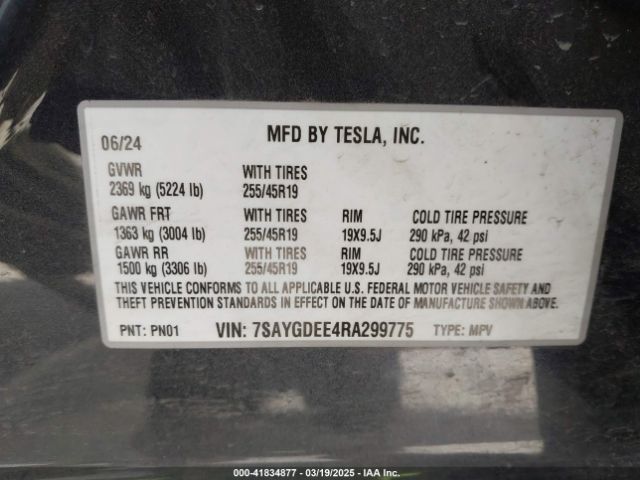 06/24 MFD BY TESLA, INC.
GVWR WITH TIRES
2369 kg (5224 lb) 255/45R19
GAWR FRT WITH TIRES RIM COLD TIRE PRESSURE
1363 kg (3004 lb) 255/45R19 19X9.5J 290 kPa, 42 psi
GAWR RR WITH TIRES RIM COLD TIRE PRESSURE
1500 kg (3306 lb) 255/45R19 19X9.5J 290 kPa, 42 psi
THIS VEHICLE CONFORMS TO ALL APPLICABLE FEDERAL MOTOR VEHICLE SAFETY AND
THEFT PREVENTION STANDARDS IN EFFECT ON THE DATE OF MANUFACTURE SHOWN ABOVE.
PNT: PN01 VIN: 7SAYGDEE4RA299775 TYPE: MPV
000-41834877 — 03/19/2025 — IAA Inc.